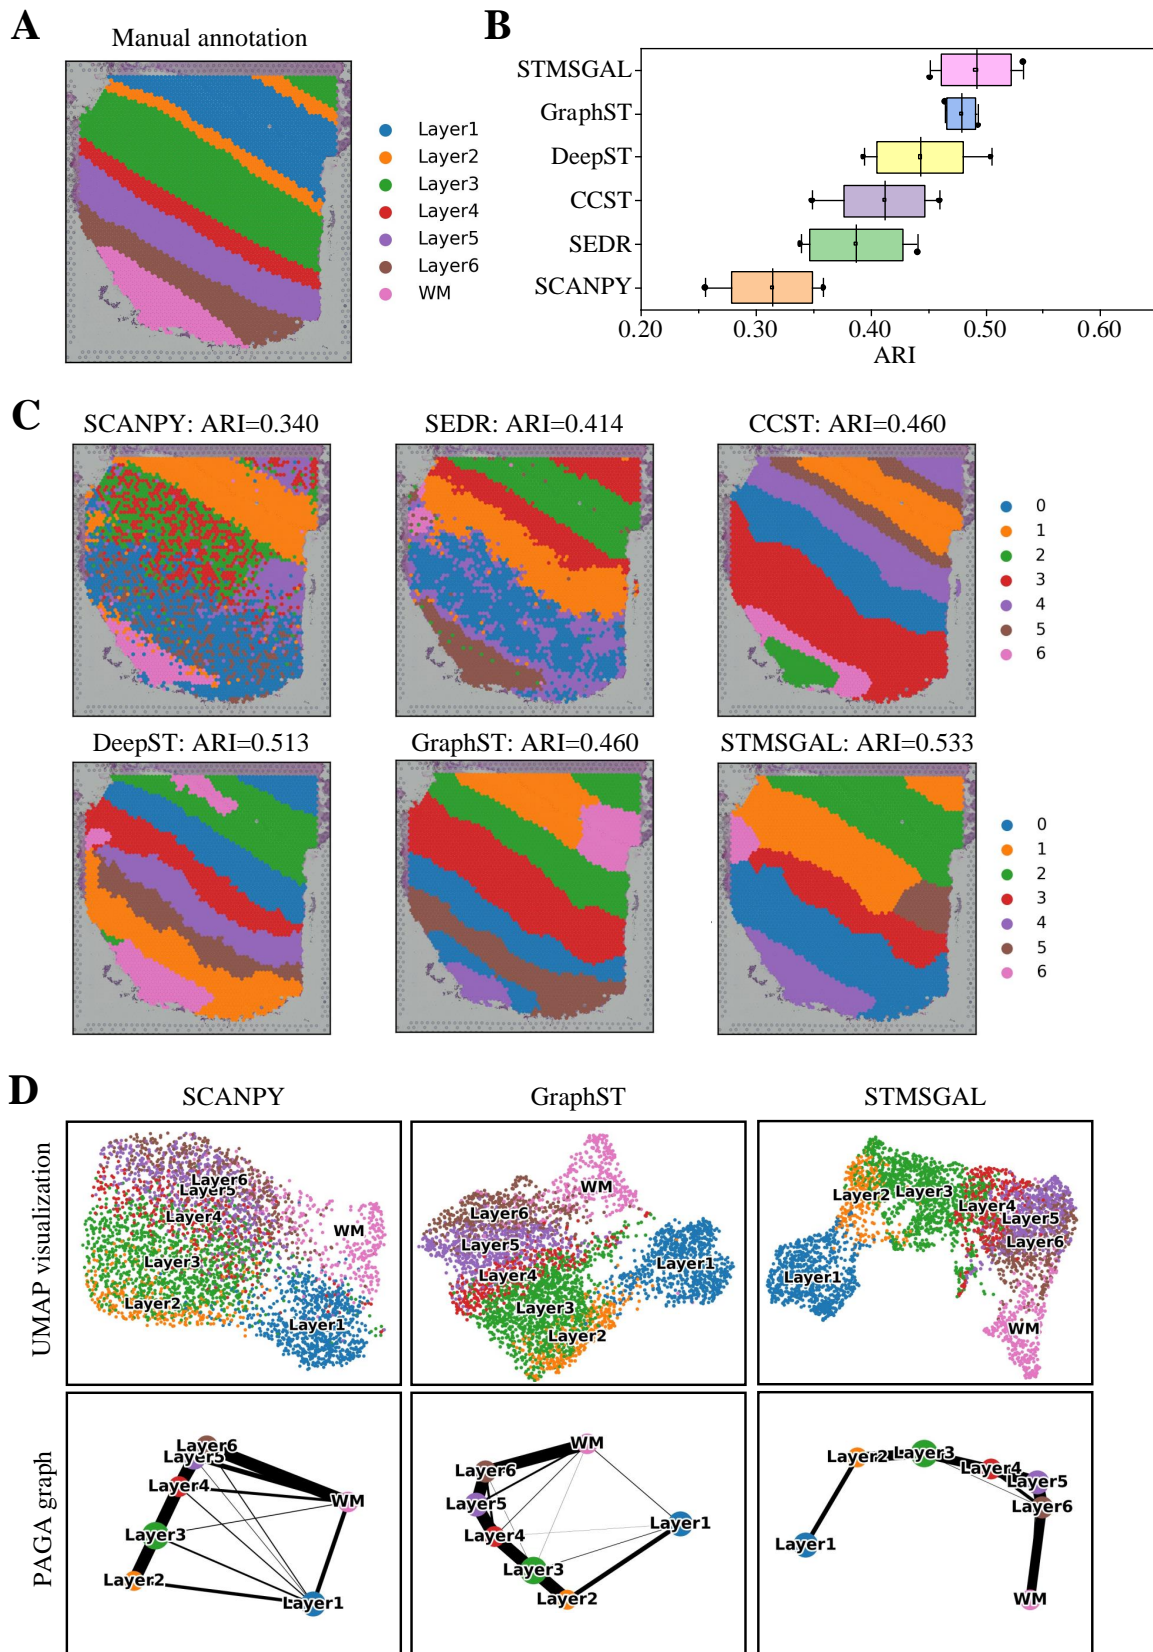 A
Manual annotation
Layer1
Layer2
Layer3
Layer4
Layer5
Layer6
WM
B
STMSGAL
GraphST
DeepST
CCST
SEDR
SCANPY
0.20 0.30 0.40 0.50 0.60
ARI
C
SCANPY: ARI=0.340 SEDR: ARI=0.414 CCST: ARI=0.460
0
1
2
3
4
5
6
DeepST: ARI=0.513 GraphST: ARI=0.460 STMSGAL: ARI=0.533
0
1
2
3
4
5
6
D
SCANPY GraphST STMSGAL
UMAP visualization
Layer6
Layer5
Layer4
WM
Layer3
Layer2
Layer1
WM
Layer6
Layer5
Layer1
Layer4
Layer3
Layer2
Layer2
Layer3
Layer4
Layer5
Layer6
Layer1
WM
PAGA graph
Layer6
Layer5
Layer4
WM
Layer3
Layer2
Layer1
WM
Layer6
Layer5
Layer1
Layer4
Layer3
Layer2
Layer2
Layer3
Layer4
Layer5
Layer6
Layer1
WM